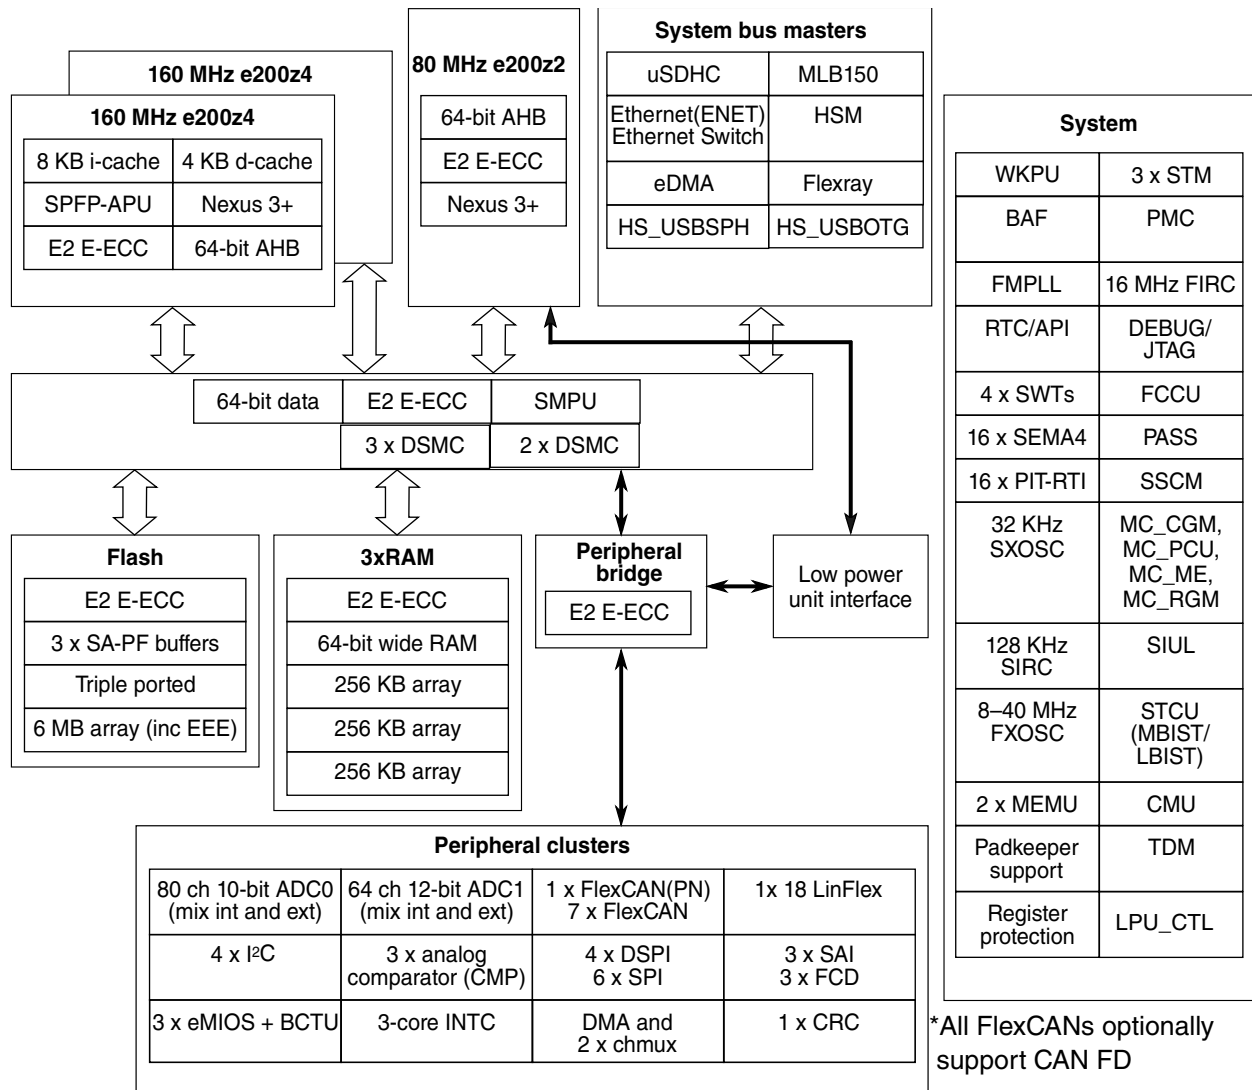 160 MHz e200z4
160 MHz e200z4
8 KB i-cache
4 KB d-cache
SPFP-APU
Nexus 3+
E2 E-ECC
64-bit AHB
80 MHz e200z2
64-bit AHB
E2 E-ECC
Nexus 3+
System bus masters
uSDHC
MLB150
Ethernet(ENET)
Ethernet Switch
HSM
eDMA
Flexray
HS_USBSPH
HS_USBOTG
64-bit data
E2 E-ECC
SMPU
3 x DSMC
2 x DSMC
Flash
E2 E-ECC
3 x SA-PF buffers
Triple ported
6 MB array (inc EEE)
3xRAM
E2 E-ECC
64-bit wide RAM
256 KB array
256 KB array
256 KB array
Peripheral
bridge
E2 E-ECC
Low power
unit interface
Peripheral clusters
80 ch 10-bit ADC0
(mix int and ext)
64 ch 12-bit ADC1
(mix int and ext)
1 x FlexCAN(PN)
7 x FlexCAN
1x 18 LinFlex
4 x I²C
3 x analog
comparator (CMP)
4 x DSPI
6 x SPI
3 x SAI
3 x FCD
3 x eMIOS + BCTU
3-core INTC
DMA and
2 x chmux
1 x CRC
System
WKPU
3 x STM
BAF
PMC
FMPLL
16 MHz FIRC
RTC/API
DEBUG/
JTAG
4 x SWTs
FCCU
16 x SEMA4
PASS
16 x PIT-RTI
SSCM
32 KHz
SXOSC
MC_CGM,
MC_PCU,
MC_ME,
MC_RGM
128 KHz
SIRC
SIUL
8–40 MHz
FXOSC
STCU
(MBIST/
LBIST)
2 x MEMU
CMU
Padkeeper
support
TDM
Register
protection
LPU_CTL
*All FlexCANs optionally
support CAN FD